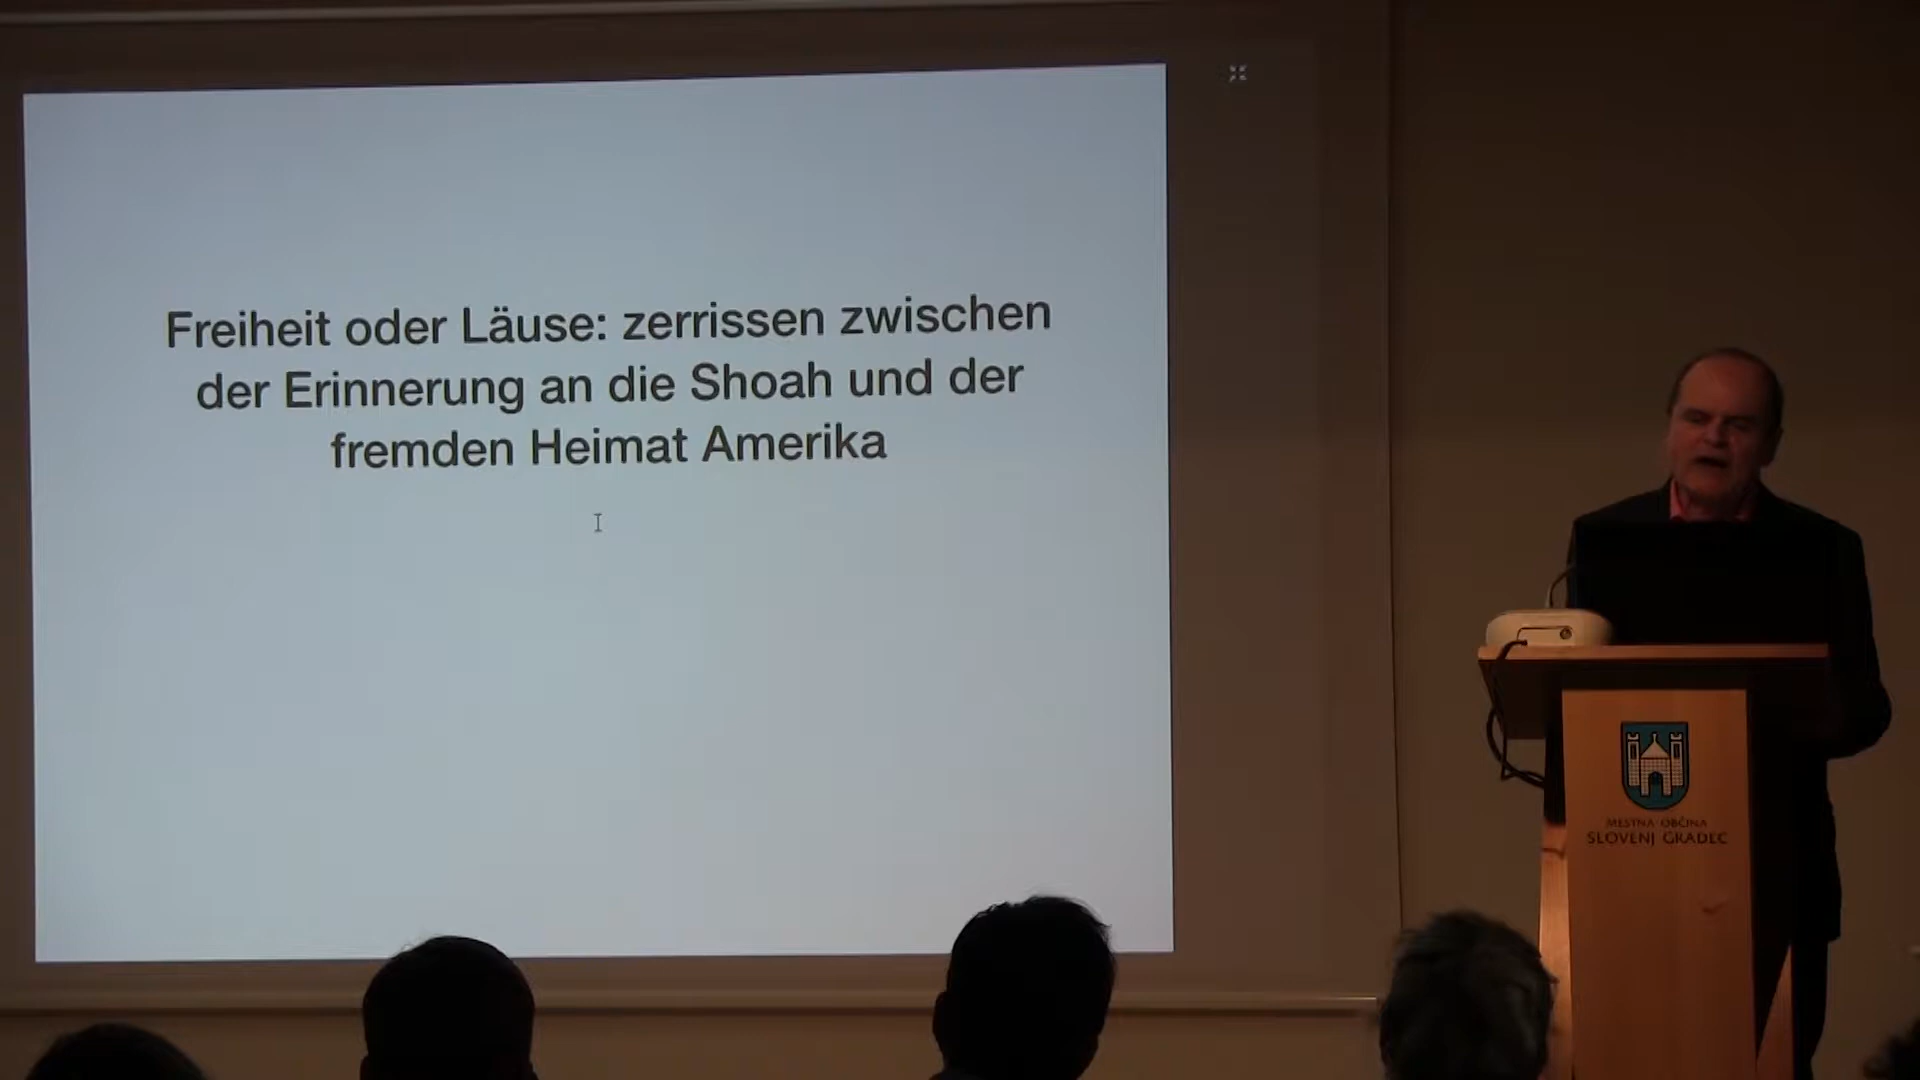 Freiheit oder Läuse: zerrissen zwischen
der Erinnerung an die Shoah und der
fremden Heimat Amerika
MESTNA OBČINA
SLOVENJ GRADEC